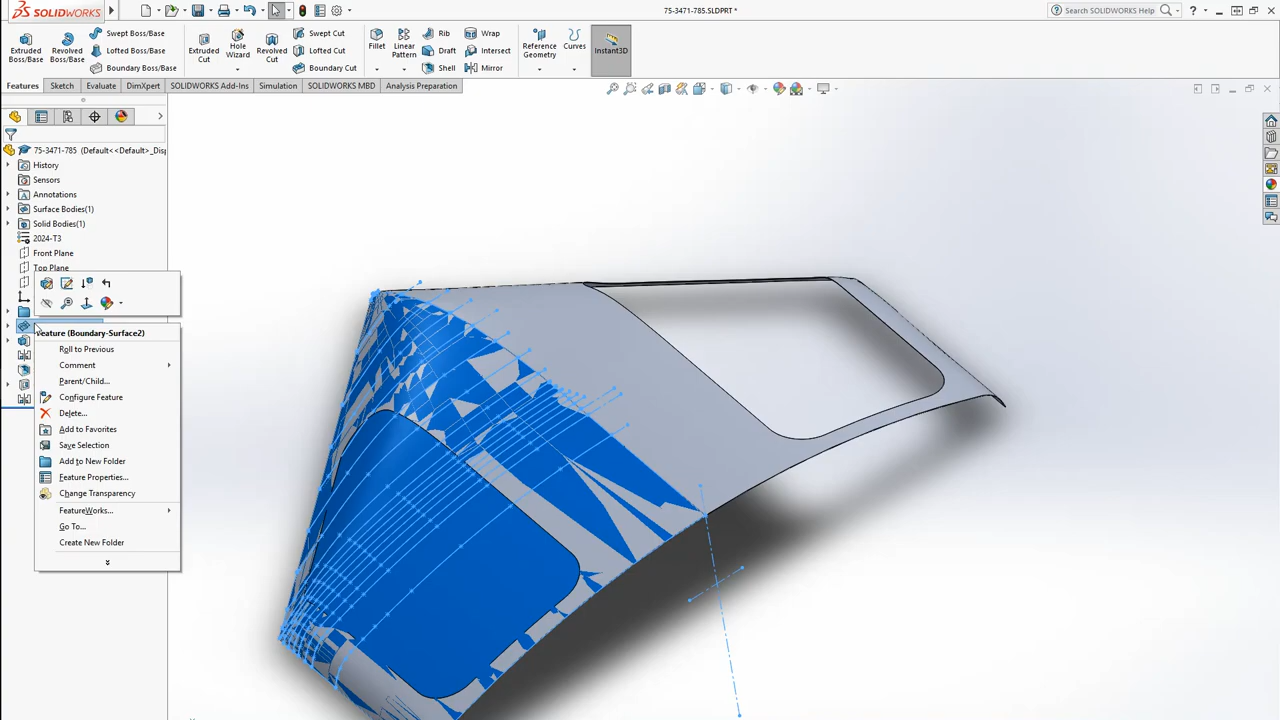 SOLIDWORKS
75-3471-785.SLDPRT *
Search SOLIDWORKS Help
Extruded Boss/Base
Revolved Boss/Base
Swept Boss/Base
Lofted Boss/Base
Boundary Boss/Base
Extruded Cut
Hole Wizard
Revolved Cut
Swept Cut
Lofted Cut
Boundary Cut
Fillet
Linear Pattern
Rib
Draft
Shell
Wrap
Intersect
Mirror
Reference Geometry
Curves
Instant3D
Features
Sketch
Evaluate
DimXpert
SOLIDWORKS Add-Ins
Simulation
SOLIDWORKS MBD
Analysis Preparation
75-3471-785 (Default<<Default>_Disp
History
Sensors
Annotations
Surface Bodies(1)
Solid Bodies(1)
2024-T3
Front Plane
Top Plane
Feature (Boundary-Surface2)
Roll to Previous
Comment
Parent/Child...
Configure Feature
Delete...
Add to Favorites
Save Selection
Add to New Folder
Feature Properties...
Change Transparency
FeatureWorks...
Go To...
Create New Folder